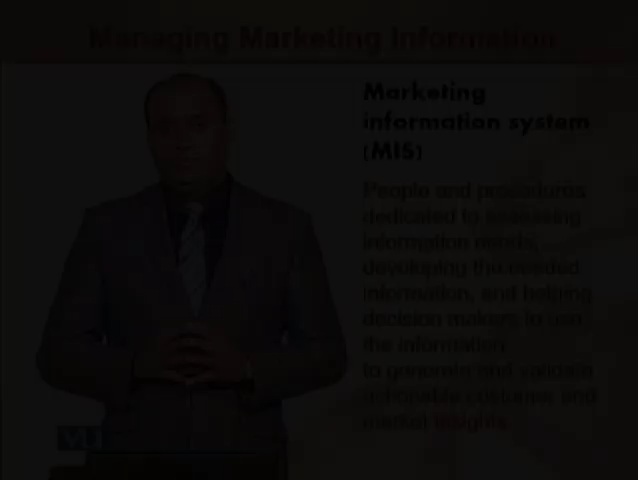 Managing Marketing Information
Marketing
information system
(MIS)
People and procedures
dedicated to assessing
information needs,
developing the needed
information, and helping
decision makers to use
the information
to generate and validate
actionable customer and
market insights
VU